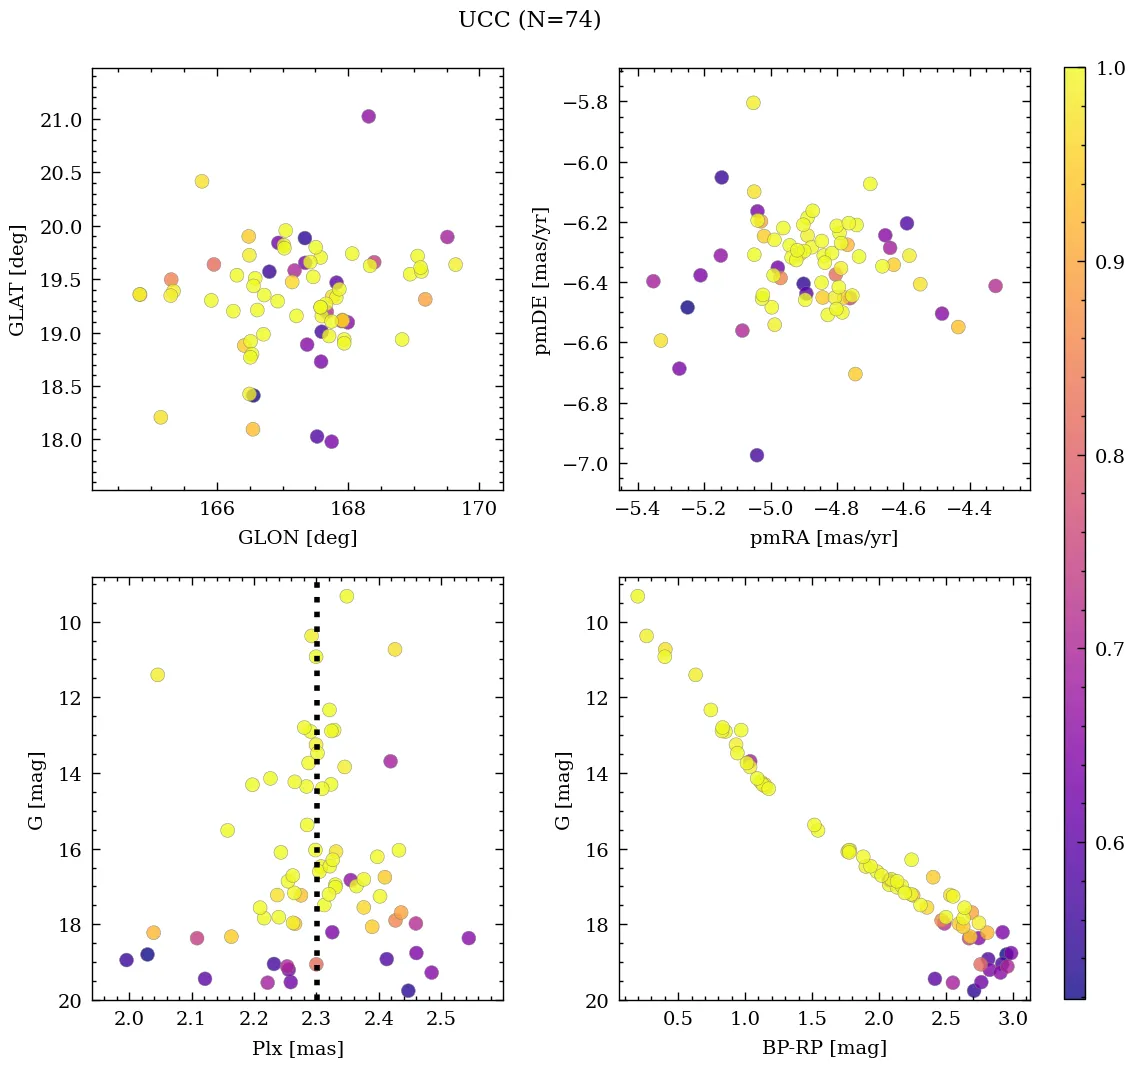 UCC (N=74)
21.0
20.5
20.0
19.5
19.0
18.5
18.0
GLAT [deg]
166 168 170
GLON [deg]
−5.8
−6.0
−6.2
−6.4
−6.6
−6.8
−7.0
pmDE [mas/yr]
−5.4 −5.2 −5.0 −4.8 −4.6 −4.4
pmRA [mas/yr]
10
12
14
16
18
20
G [mag]
2.0 2.1 2.2 2.3 2.4 2.5
Plx [mas]
10
12
14
16
18
20
G [mag]
0.5 1.0 1.5 2.0 2.5 3.0
BP-RP [mag]
1.0
0.9
0.8
0.7
0.6